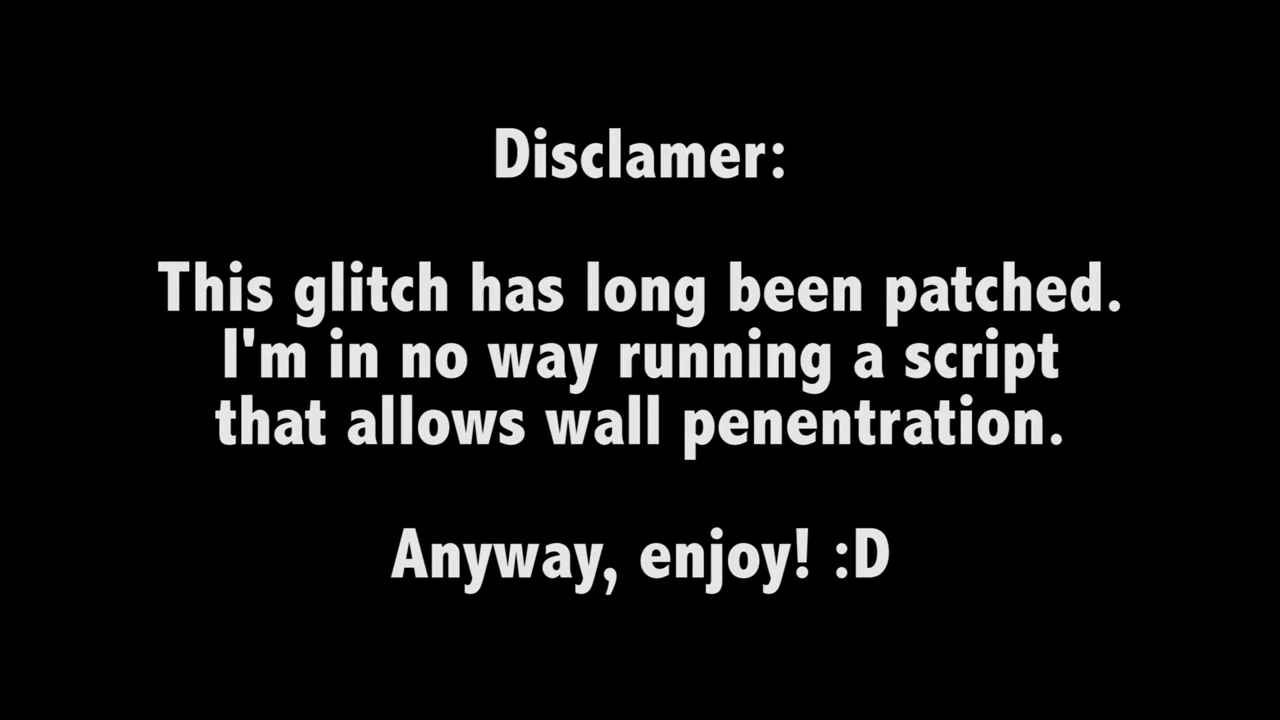 Disclamer:
This glitch has long been patched.
I'm in no way running a script
that allows wall penentration.
Anyway, enjoy! :D